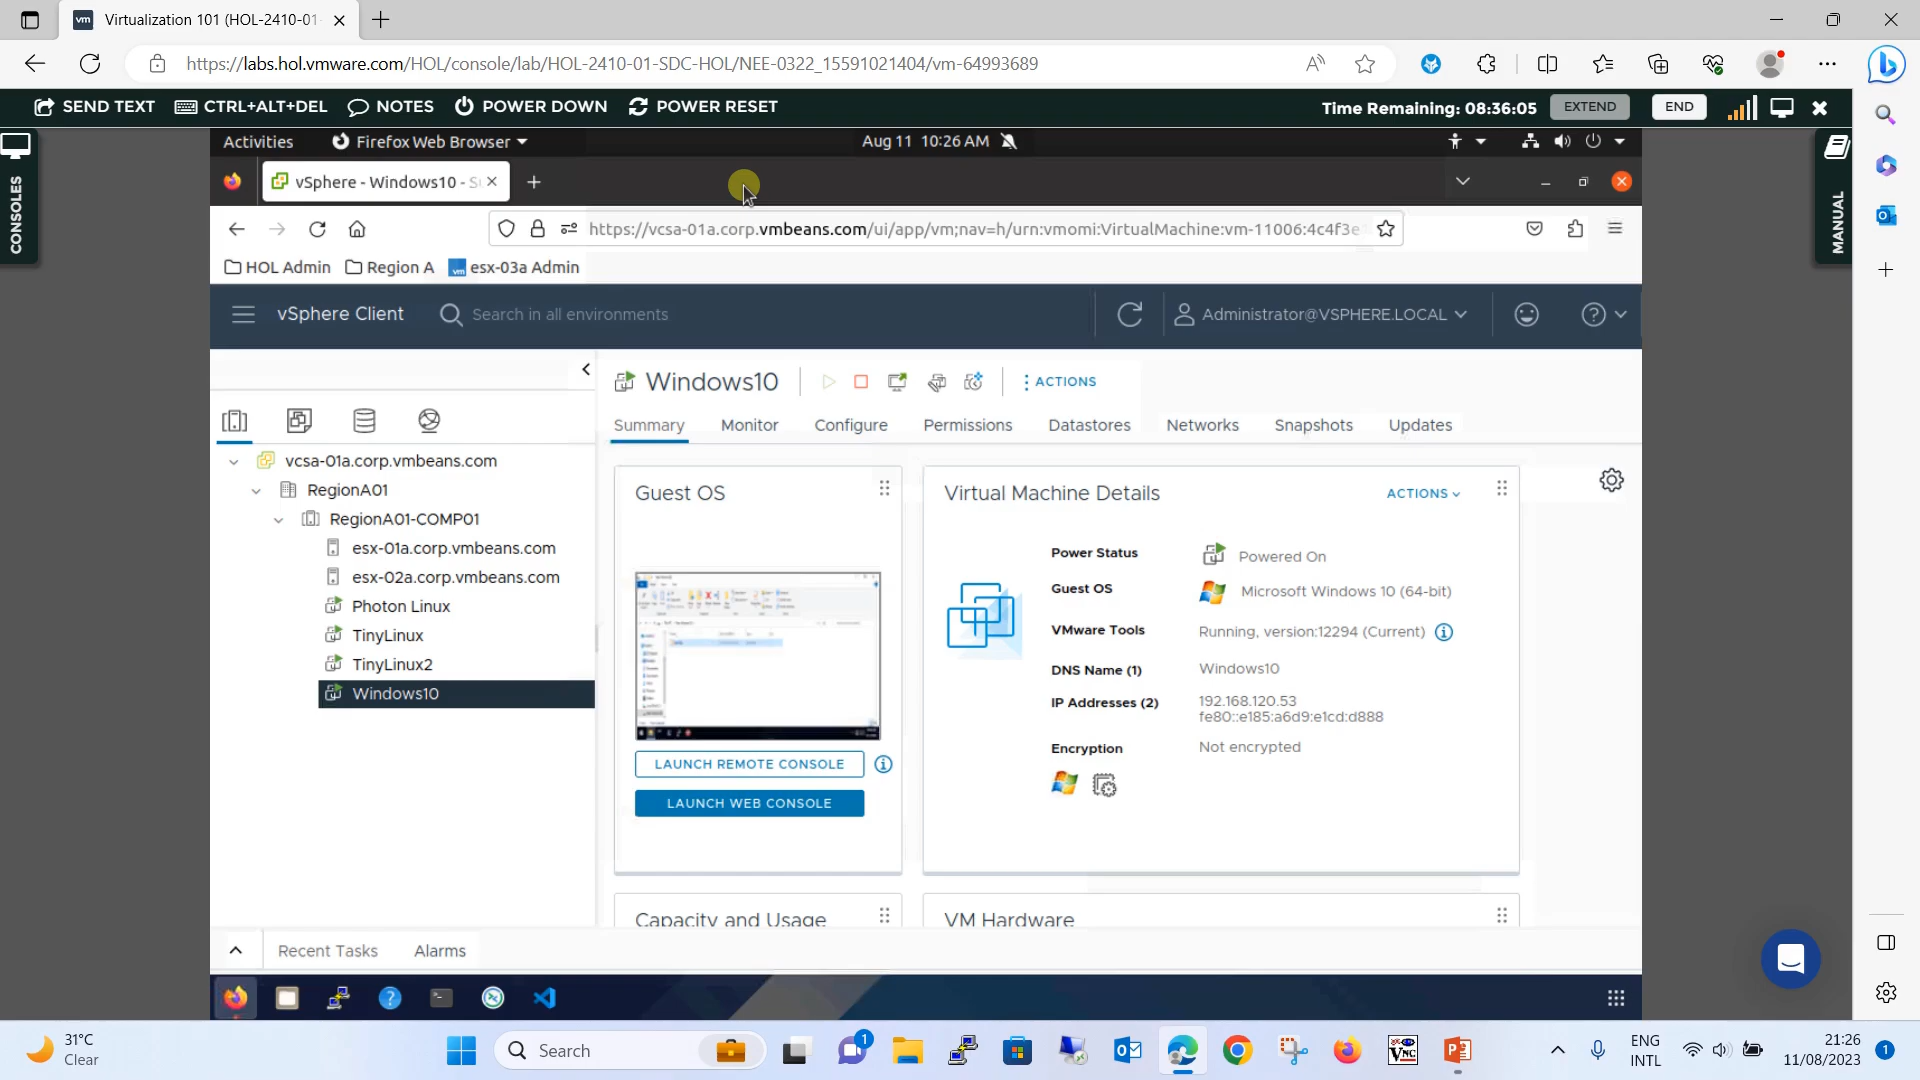 Virtualization 101 (HOL-2410-01-
https://labs.hol.vmware.com/HOL/console/lab/HOL-2410-01-SDC-HOL/NEE-0322_15591021404/vm-64993689
SEND TEXT CTRL+ALT+DEL NOTES POWER DOWN POWER RESET Time Remaining: 08:36:05 EXTEND END
CONSOLES
MANUAL
Activities Firefox Web Browser Aug 11 10:26 AM
vSphere - Windows10 - S
https://vcsa-01a.corp.vmbeans.com/ui/app/vm;nav=h/urn:vmomi:VirtualMachine:vm-11006:4c4f3e
HOL Admin Region A vm esx-03a Admin
vSphere Client Search in all environments Administrator@VSPHERE.LOCAL
Windows10 ACTIONS
Summary Monitor Configure Permissions Datastores Networks Snapshots Updates
vcsa-01a.corp.vmbeans.com
RegionA01
RegionA01-COMP01
esx-01a.corp.vmbeans.com
esx-02a.corp.vmbeans.com
Photon Linux
TinyLinux
TinyLinux2
Windows10
Guest OS
LAUNCH REMOTE CONSOLE
LAUNCH WEB CONSOLE
Virtual Machine Details ACTIONS
Power Status Powered On
Guest OS Microsoft Windows 10 (64-bit)
VMware Tools Running, version:12294 (Current)
DNS Name (1) Windows10
IP Addresses (2) 192.168.120.53
fe80::e185:a6d9:e1cd:d888
Encryption Not encrypted
Capacity and Usage VM Hardware
Recent Tasks Alarms
31°C
Clear
Search
1
VNC
ENG
INTL
21:26
11/08/2023
1